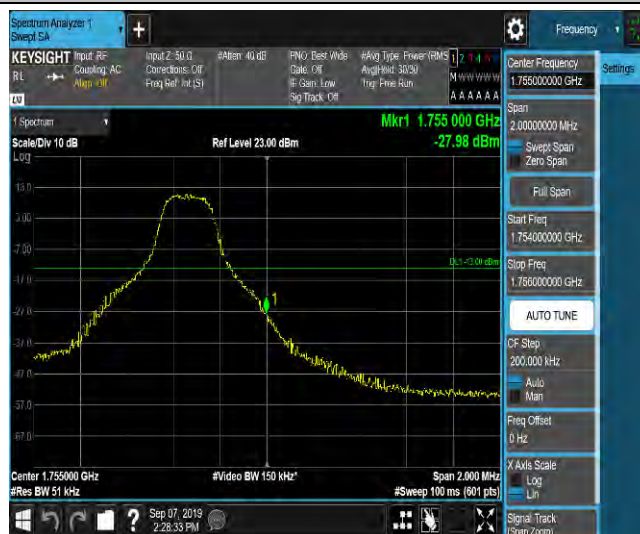 Spectrum Analyzer 1
Swept SA
+
Frequency
KEYSIGHT
RL
Input: RF
Coupling: AC
Align: Off
Input Z: 50 Ω
Corrections: Off
Freq Ref: Int (S)
#Atten: 40 dB
PNO: Best Wide
Gate: Off
IF Gain: Low
Sig Track: Off
#Avg Type: Power (RMS
Avg|Hold: 30/30
Trig: Free Run
M W W W W W
A A A A A A
Center Frequency
1.755000000 GHz
Settings
Span
2.00000000 MHz
Swept Span
Zero Span
Full Span
Start Freq
1.754000000 GHz
Stop Freq
1.756000000 GHz
AUTO TUNE
CF Step
200.000 kHz
Auto
Man
Freq Offset
0 Hz
X Axis Scale
Log
Lin
Signal Track
(Span Zoom)
1 Spectrum
Scale/Div 10 dB
Log
Ref Level 23.00 dBm
Mkr1 1.755 000 GHz
-27.98 dBm
13.0
3.00
-7.00
DL1 -13.00 dBm
-17.0
1
-27.0
-37.0
-47.0
-57.0
-67.0
Center 1.755000 GHz
#Res BW 51 kHz
#Video BW 150 kHz*
Span 2.000 MHz
#Sweep 100 ms (601 pts)
?
Sep 07, 2019
2:28:33 PM